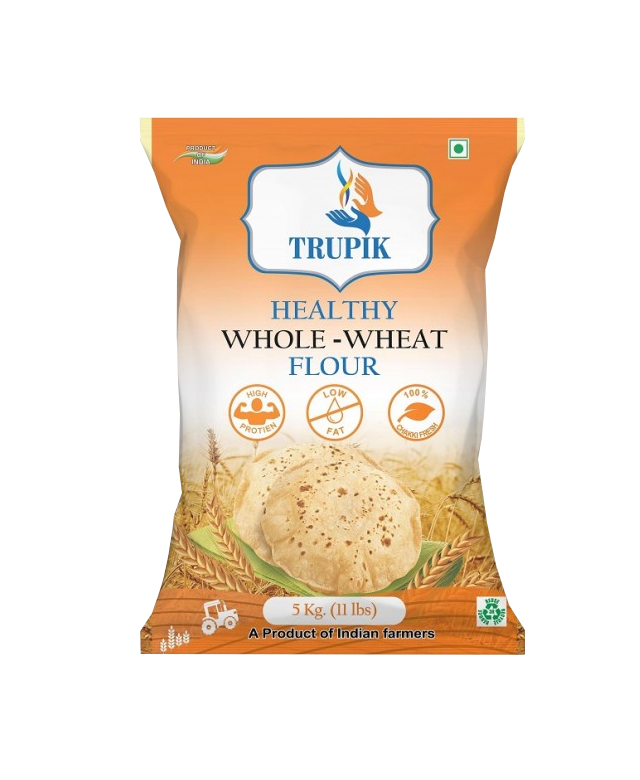 PRODUCT
OF
INDIA
TRUPIK
HEALTHY
WHOLE -WHEAT
FLOUR
HIGH
PROTIEN
LOW
FAT
100%
CHAKKI FRESH
5 Kg. (11 lbs)
A Product of Indian farmers